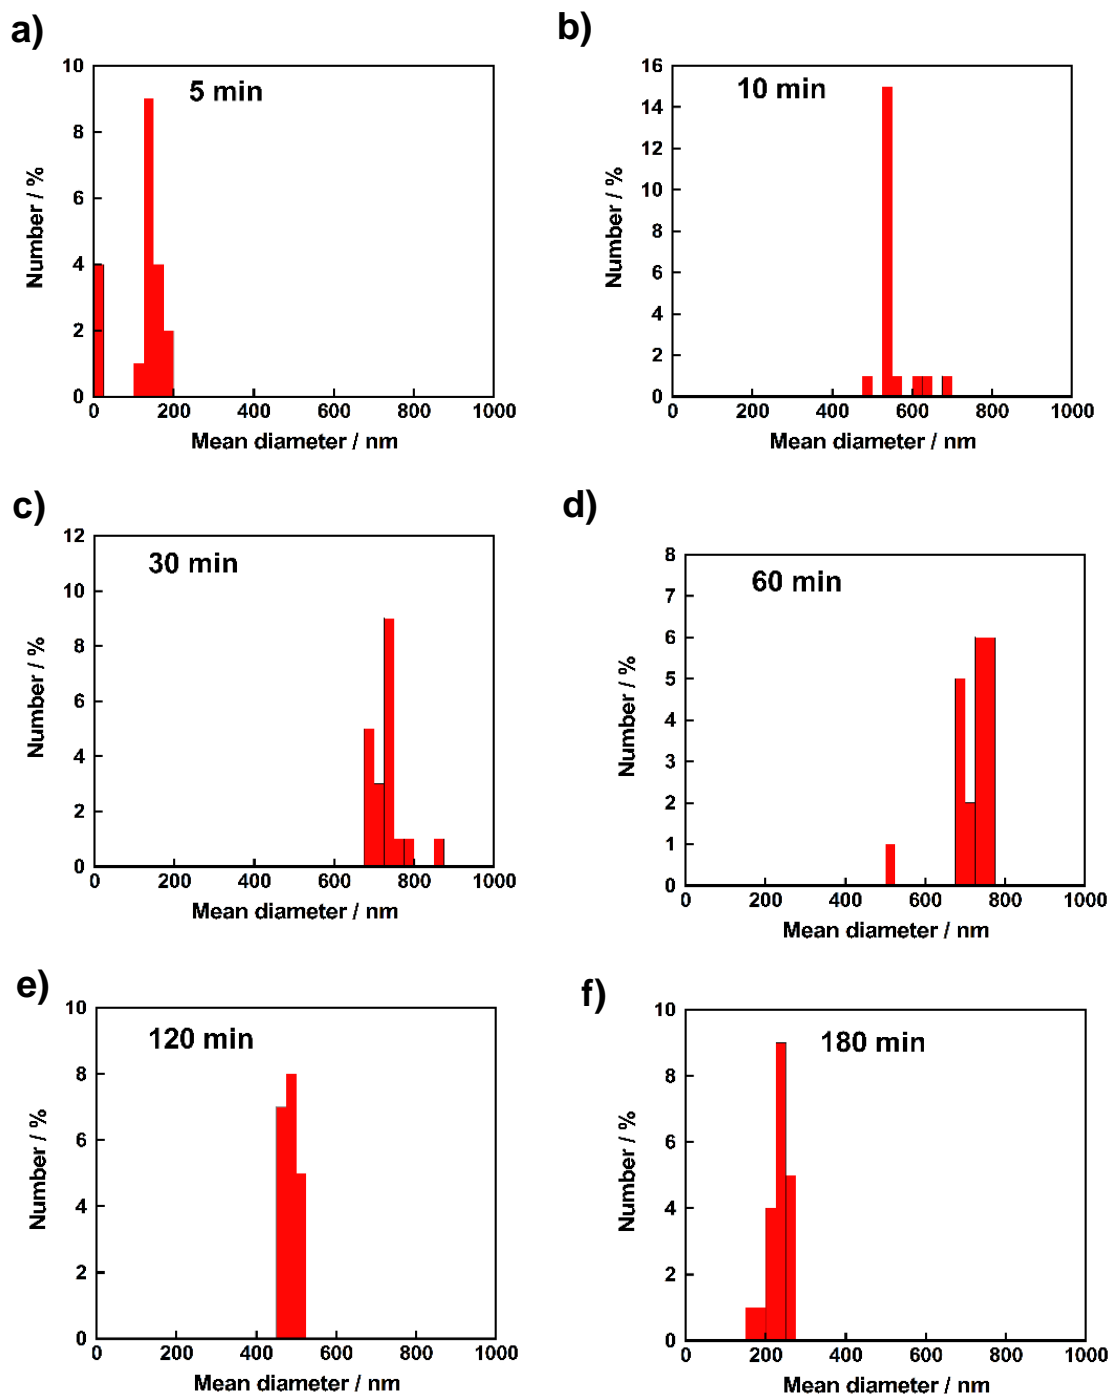 a)
10
8
6
4
2
0
Number / %
5 min
0 200 400 600 800 1000
Mean diameter / nm
b)
16
14
12
10
8
6
4
2
0
Number / %
10 min
0 200 400 600 800 1000
Mean diameter / nm
c)
12
10
8
6
4
2
0
Number / %
30 min
0 200 400 600 800 1000
Mean diameter / nm
d)
8
7
6
5
4
3
2
1
0
Number / %
60 min
0 200 400 600 800 1000
Mean diameter / nm
e)
10
8
6
4
2
0
Number / %
120 min
0 200 400 600 800 1000
Mean diameter / nm
f)
10
8
6
4
2
0
Number / %
180 min
0 200 400 600 800 1000
Mean diameter / nm